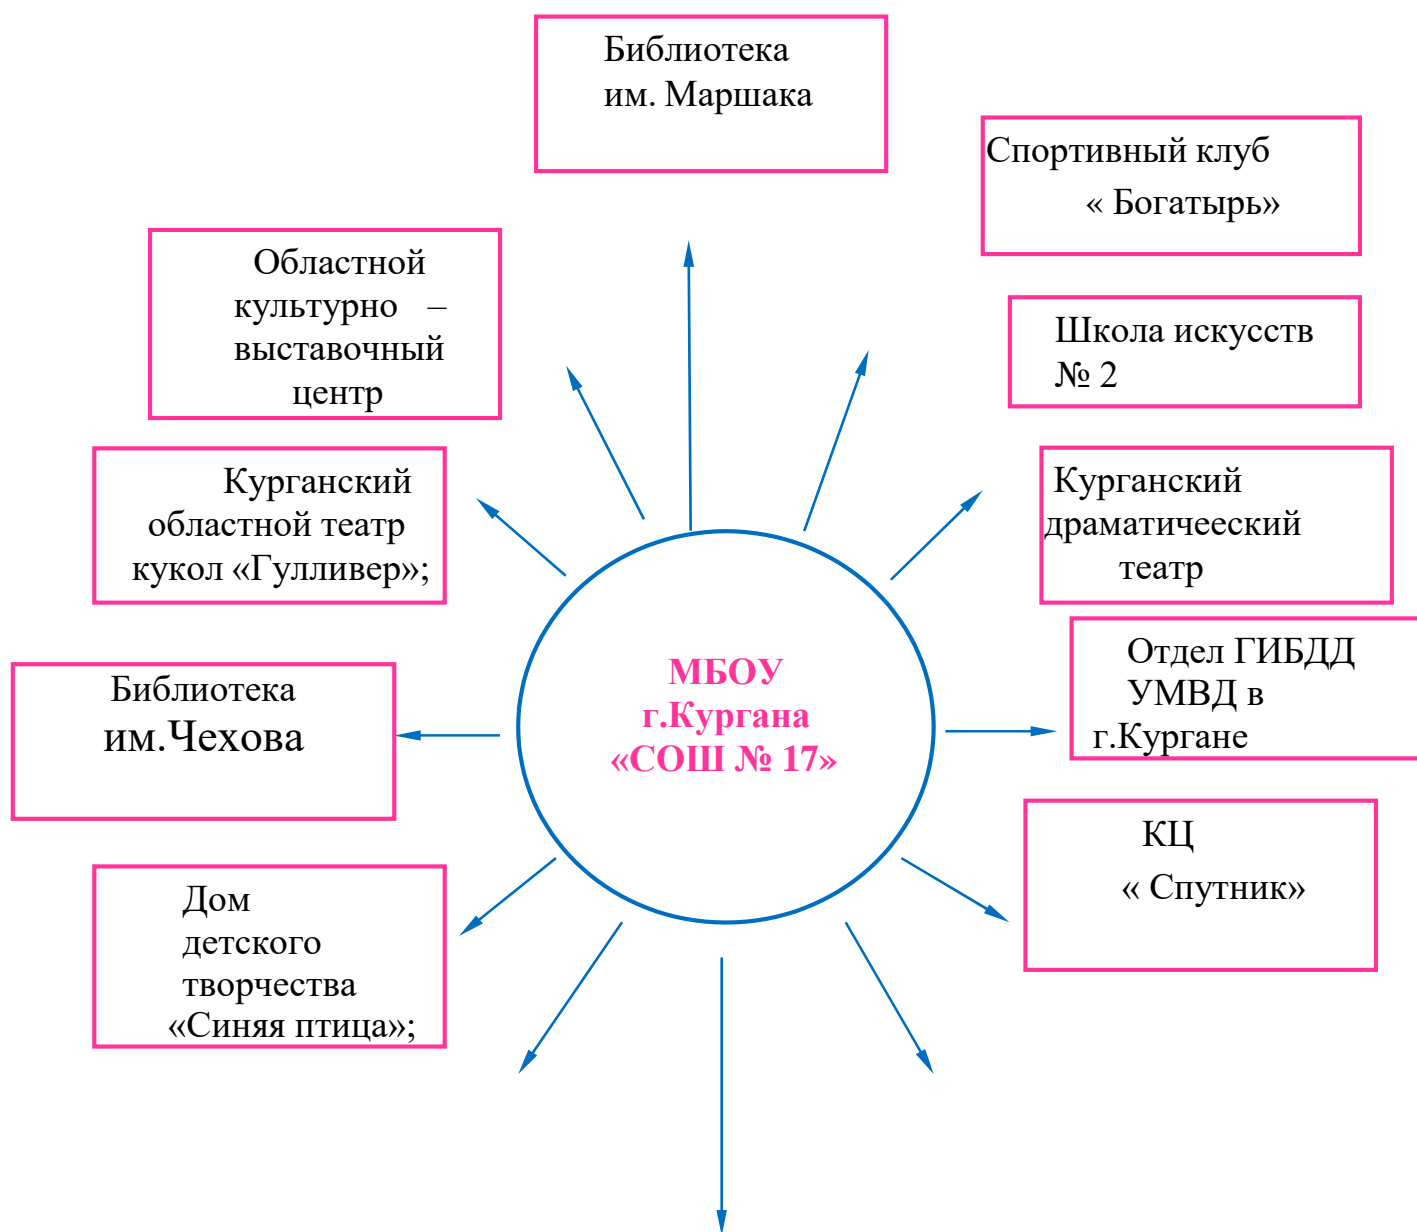 Библиотека
им. Маршака
Спортивный клуб
« Богатырь»
Областной
культурно –
выставочный
центр
Школа искусств
№ 2
Курганский
областной театр
кукол «Гулливер»;
Курганский
драматичееский
театр
МБОУ
г.Кургана
«СОШ № 17»
Отдел ГИБДД
УМВД в
г.Кургане
Библиотека
им.Чехова
КЦ
« Спутник»
Дом
детского
творчества
«Синяя птица»;